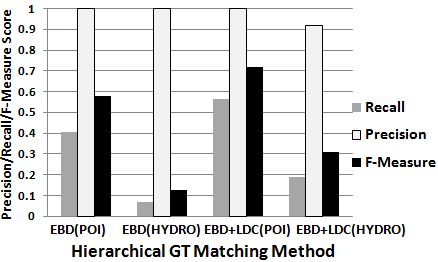 Precision/Recall/F-Measure Score
1
0.9
0.8
0.7
0.6
0.5
0.4
0.3
0.2
0.1
0
EBD(POI) EBD(HYDRO) EBD+LDC(POI) EBD+LDC(HYDRO)
Hierarchical GT Matching Method
Recall
Precision
F-Measure